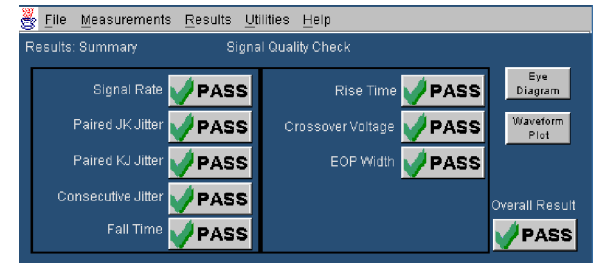 File Measurements Results Utilities Help
Results: Summary Signal Quality Check
Signal Rate PASS
Paired JK Jitter PASS
Paired KJ Jitter PASS
Consecutive Jitter PASS
Fall Time PASS
Rise Time PASS
Crossover Voltage PASS
EOP Width PASS
Eye
Diagram
Waveform
Plot
Overall Result
PASS